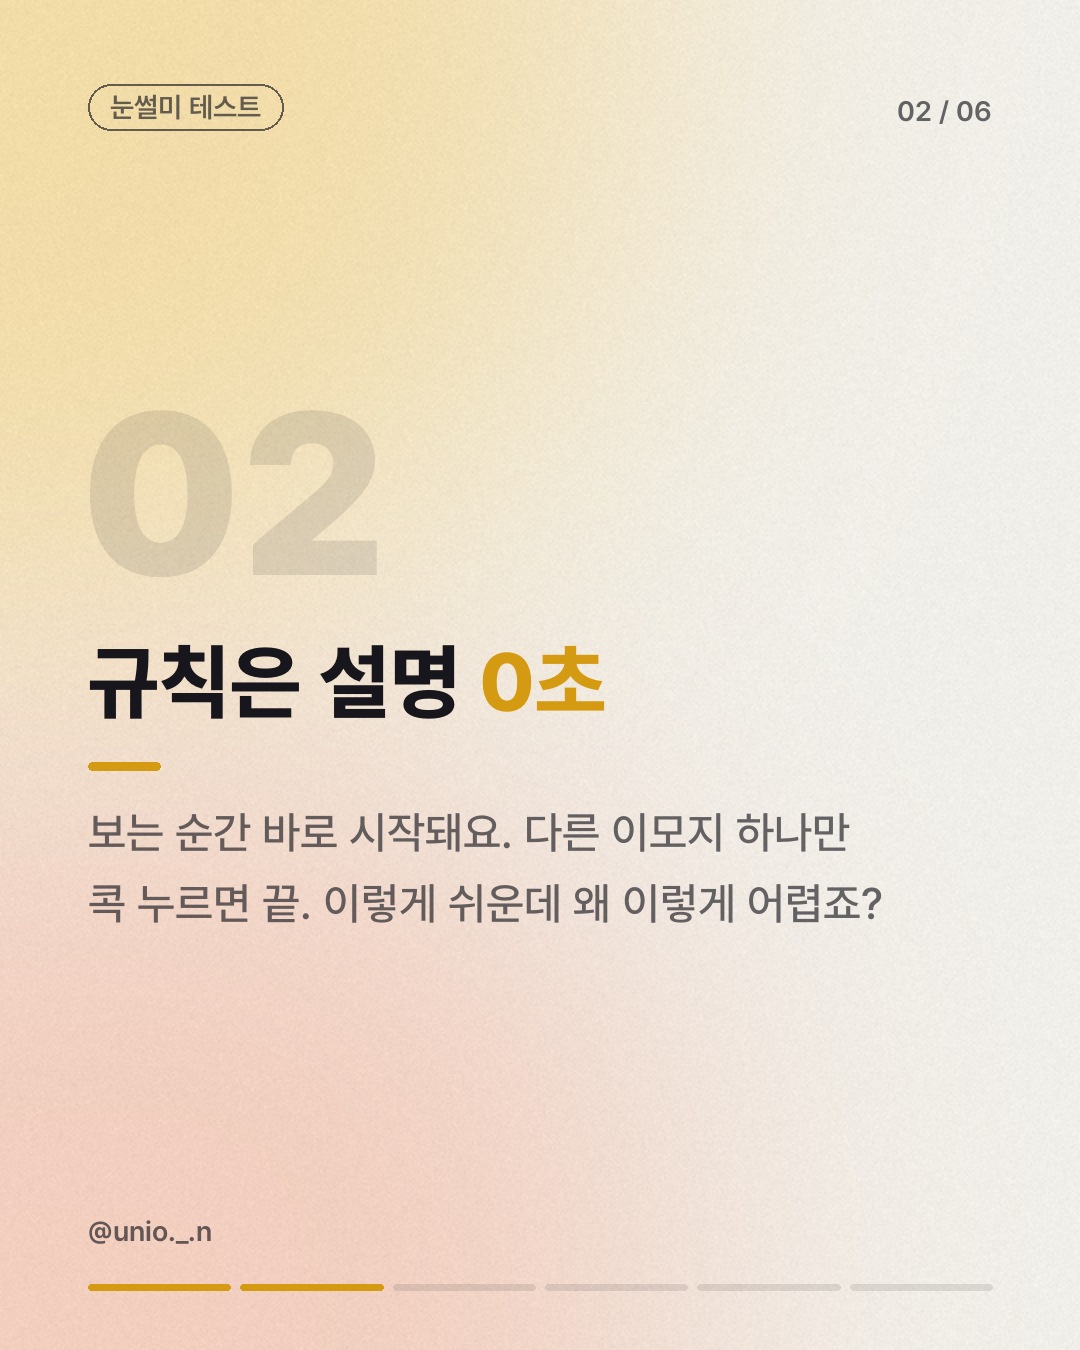 눈썰미 테스트
02 / 06
02
규칙은 설명 0초
보는 순간 바로 시작돼요. 다른 이모지 하나만
콕 누르면 끝. 이렇게 쉬운데 왜 이렇게 어렵죠?
@unio._.n